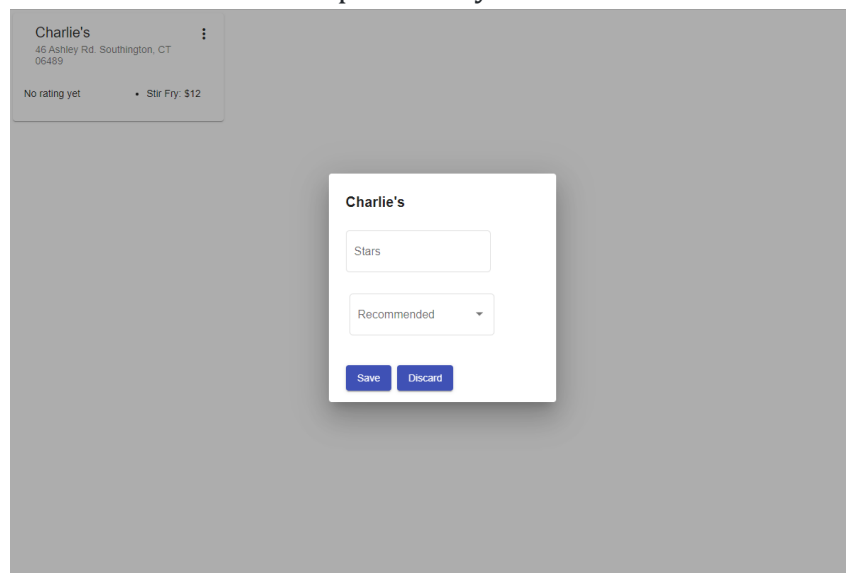 Charlie's
46 Ashley Rd. Southington, CT
06489
No rating yet
• Stir Fry: $12
Charlie's
Stars
Recommended
Save
Discard